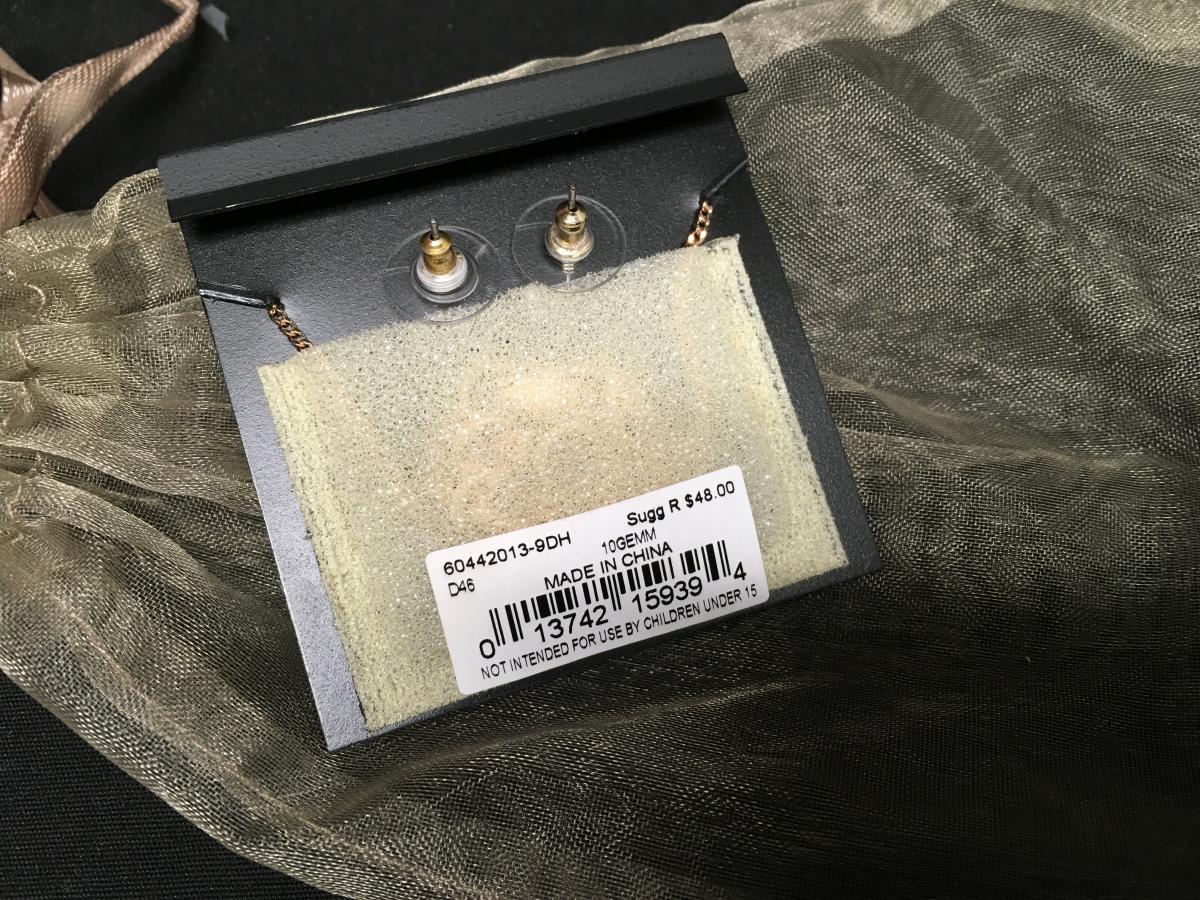 Sugg R $48.00
60442013-9DH 10GEMM
D46 MADE IN CHINA
0 13742 15939 4
NOT INTENDED FOR USE BY CHILDREN UNDER 15